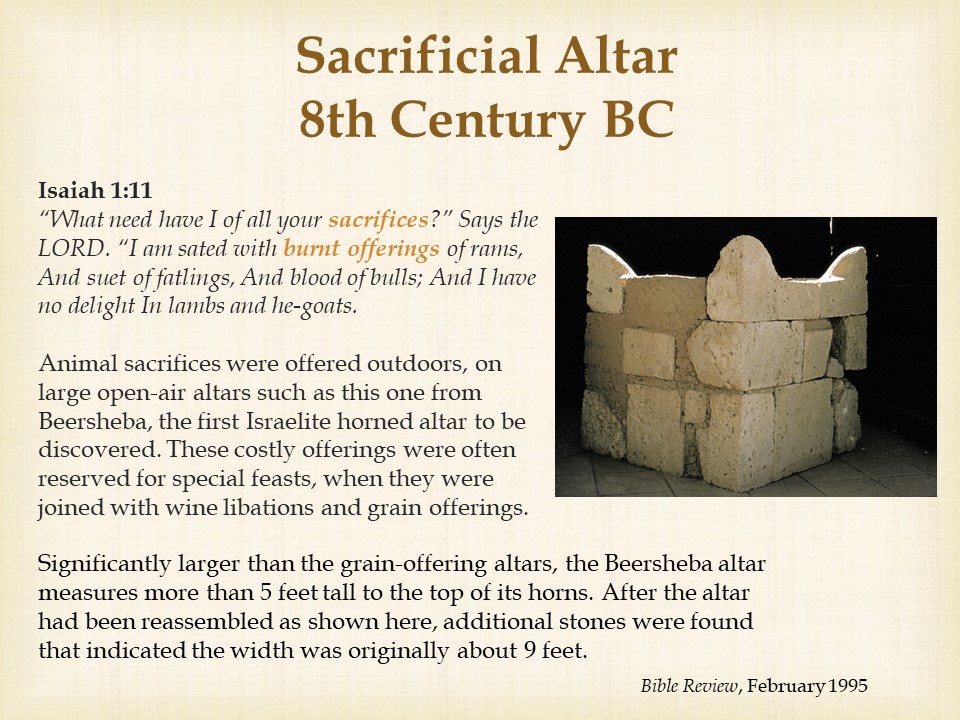 Sacrificial Altar
8th Century BC
Isaiah 1:11
“What need have I of all your sacrifices?” Says the
LORD. “I am sated with burnt offerings of rams,
And suet of fatlings, And blood of bulls; And I have
no delight In lambs and he-goats.
Animal sacrifices were offered outdoors, on
large open-air altars such as this one from
Beersheba, the first Israelite horned altar to be
discovered. These costly offerings were often
reserved for special feasts, when they were
joined with wine libations and grain offerings.
Significantly larger than the grain-offering altars, the Beersheba altar
measures more than 5 feet tall to the top of its horns. After the altar
had been reassembled as shown here, additional stones were found
that indicated the width was originally about 9 feet.
Bible Review, February 1995